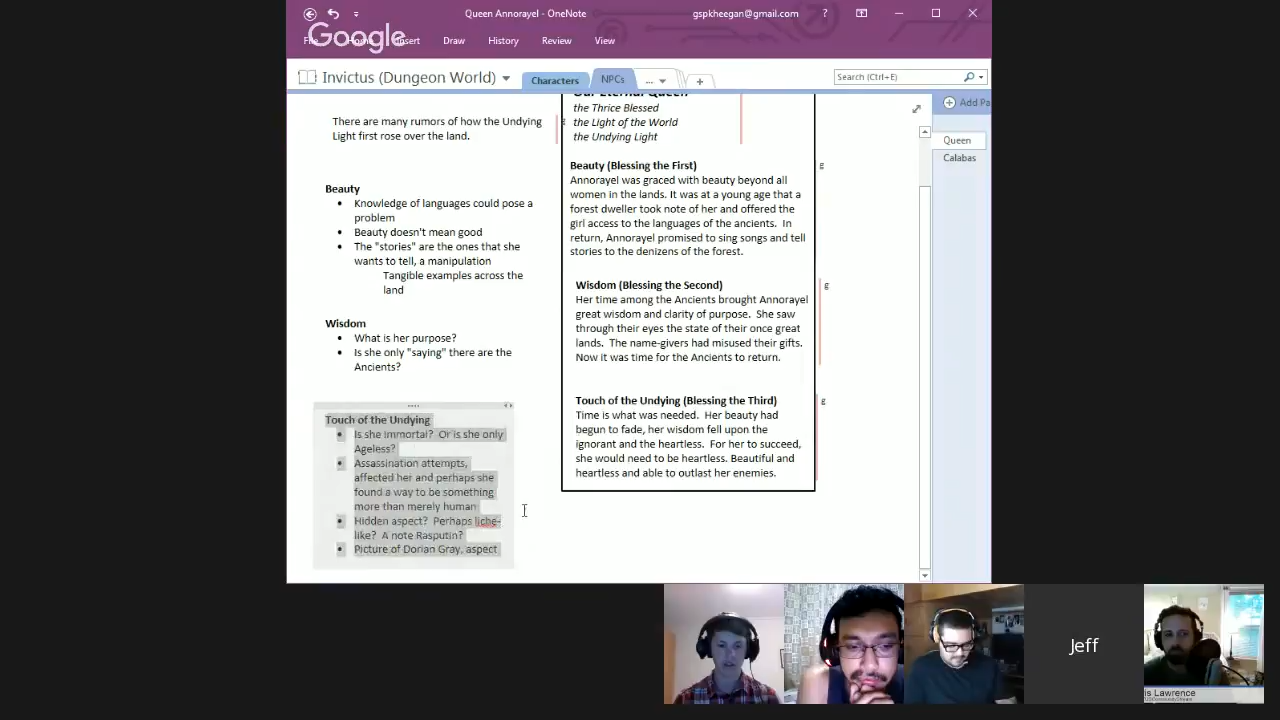 Queen Annorayel - OneNote
gspkheegan@gmail.com
?
Google
Insert
Draw
History
Review
View
Invictus (Dungeon World)
Characters
NPCs
...
+
Search (Ctrl+E)
There are many rumors of how the Undying
Light first rose over the land.
Beauty
• Knowledge of languages could pose a
problem
• Beauty doesn't mean good
• The "stories" are the ones that she
wants to tell, a manipulation
Tangible examples across the
land
Wisdom
• What is her purpose?
• Is she only "saying" there are the
Ancients?
Touch of the Undying
• Is she Immortal? Or is she only
Ageless?
• Assassination attempts,
affected her and perhaps she
found a way to be something
more than merely human
• Hidden aspect? Perhaps liche-
like? A note Rasputin?
• Picture of Dorian Gray, aspect
Our Eternal Queen
the Thrice Blessed
the Light of the World
the Undying Light
g
Beauty (Blessing the First)
g
Annorayel was graced with beauty beyond all
women in the lands. It was at a young age that a
forest dweller took note of her and offered the
girl access to the languages of the ancients. In
return, Annorayel promised to sing songs and tell
stories to the denizens of the forest.
Wisdom (Blessing the Second)
g
Her time among the Ancients brought Annorayel
great wisdom and clarity of purpose. She saw
through their eyes the state of their once great
lands. The name-givers had misused their gifts.
Now it was time for the Ancients to return.
Touch of the Undying (Blessing the Third)
g
Time is what was needed. Her beauty had
begun to fade, her wisdom fell upon the
ignorant and the heartless. For her to succeed,
she would need to be heartless. Beautiful and
heartless and able to outlast her enemies.
Add Pa
Queen
Calabas
Jeff
is Lawrence